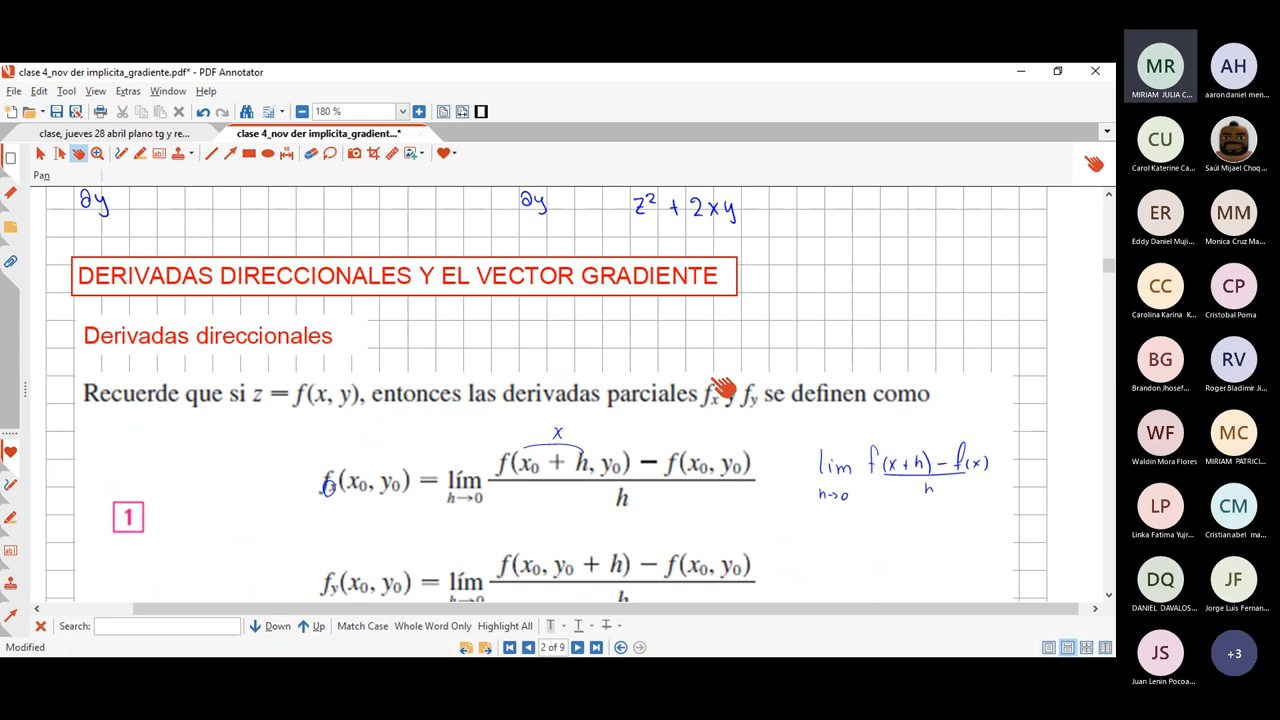 clase 4_nov der implicita_gradiente.pdf* - PDF Annotator
File Edit View Tool Extras Window Help
180 %
clase, jueves 28 abril plano tg y re...
clase 4_nov der implicita_gradient...*
Pan
∂y ∂y z² + 2xy
DERIVADAS DIRECCIONALES Y EL VECTOR GRADIENTE
Derivadas direccionales
Recuerde que si z = f(x, y), entonces las derivadas parciales fx y fy se definen como
x
fx(x0, y0) = lím h→0 f(x0 + h, y0) − f(x0, y0) / h
lim h→0 f(x+h) − f(x) / h
1
fy(x0, y0) = lím h→0 f(x0, y0 + h) − f(x0, y0) / h
Search: Down Up Match Case Whole Word Only Highlight All
Modified
2 of 9
MR
MIRIAM JULIA C...
AH
aaron daniel men...
CU
Carol Katerine Ca...
Saúl Mijael Choq...
ER
Eddy Daniel Muji...
MM
Monica Cruz Ma...
CC
Carolina Karina K...
CP
Cristobal Poma
BG
Brandon Jhosef...
RV
Roger Bladimir Ji...
WF
Waldin Mora Flores
MC
MIRIAM PATRICI...
LP
Linka Fatima Yujr...
CM
Cristian abel ma...
DQ
DANIEL DAVALOS...
JF
Jorge Luis Fernan...
JS
Juan Lenin Pocoa...
+3